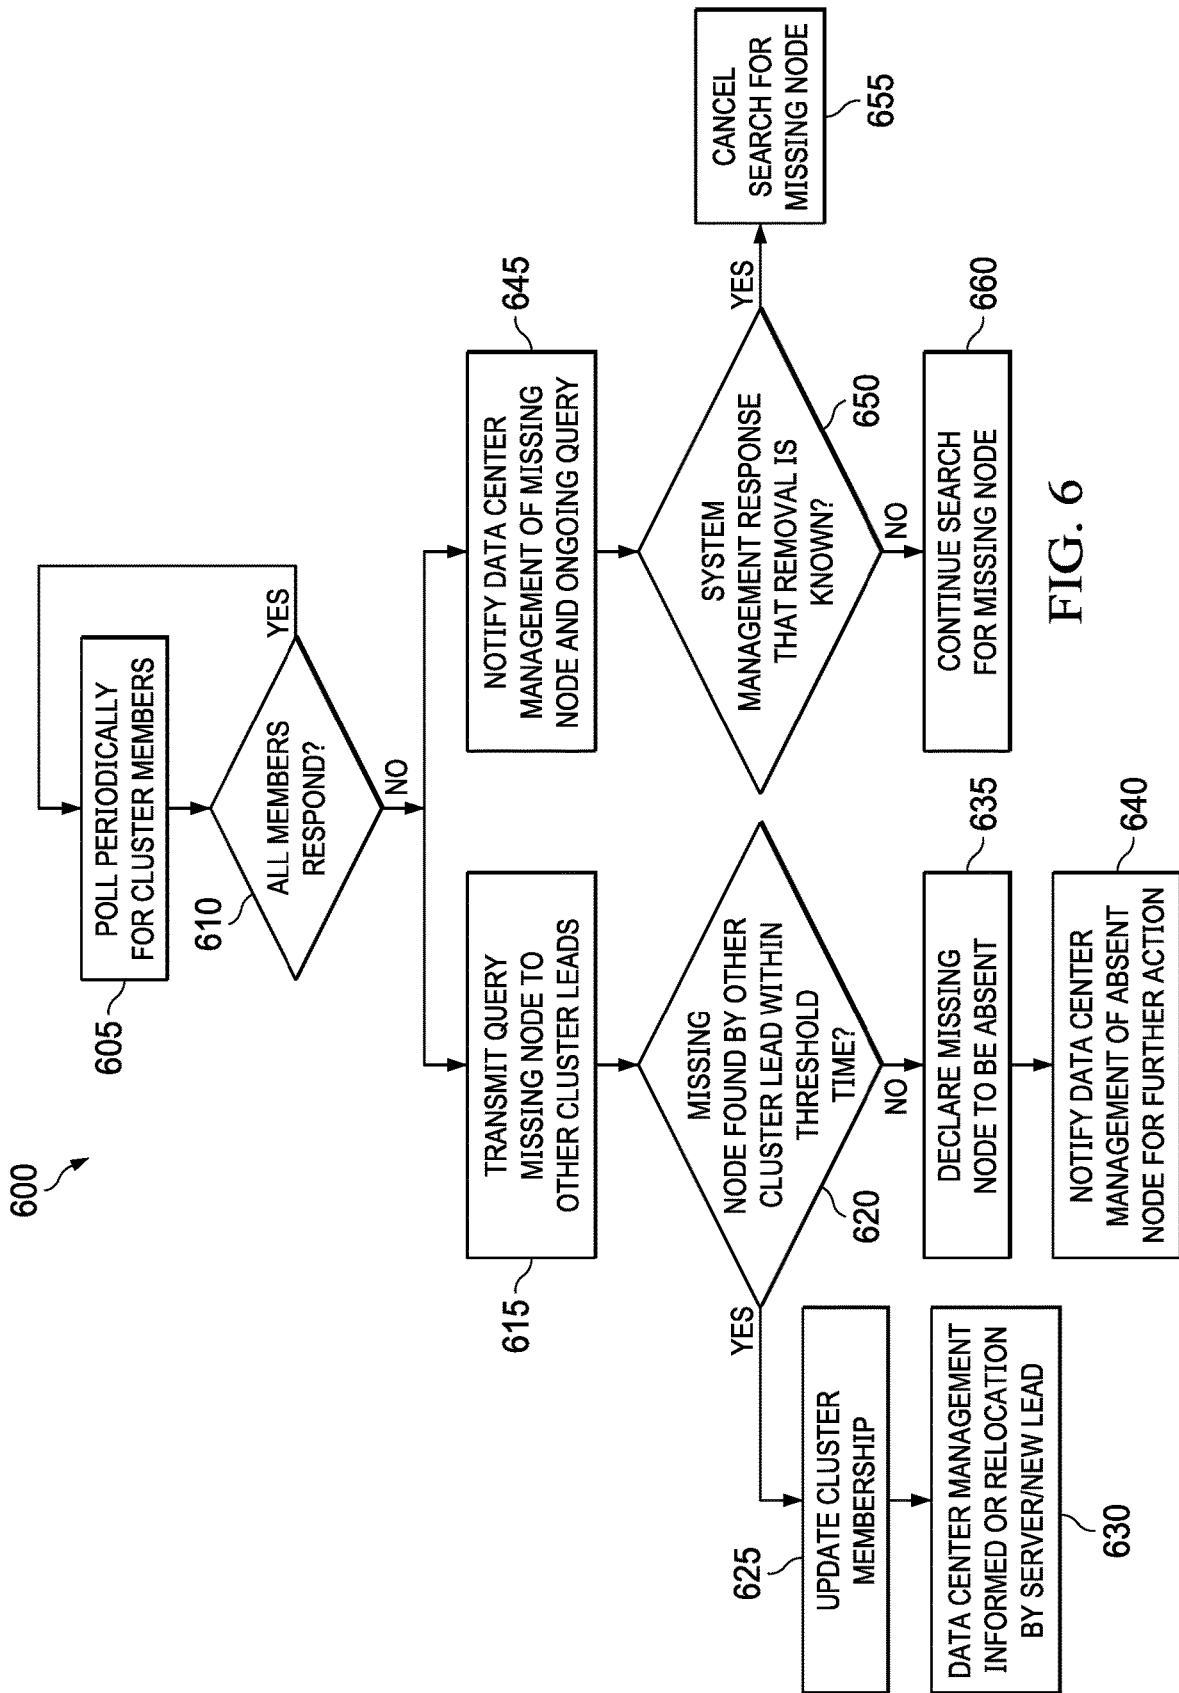 600
POLL PERIODICALLY
FOR CLUSTER MEMBERS
605
ALL MEMBERS
RESPOND?
610
YES
NO
TRANSMIT QUERY
MISSING NODE TO
OTHER CLUSTER LEADS
615
NOTIFY DATA CENTER
MANAGEMENT OF MISSING
NODE AND ONGOING QUERY
645
MISSING
NODE FOUND BY OTHER
CLUSTER LEAD WITHIN
THRESHOLD
TIME?
620
YES
NO
SYSTEM
MANAGEMENT RESPONSE
THAT REMOVAL IS
KNOWN?
650
YES
NO
CANCEL
SEARCH FOR
MISSING NODE
655
UPDATE CLUSTER
MEMBERSHIP
625
DATA CENTER MANAGEMENT
INFORMED OR RELOCATION
BY SERVER/NEW LEAD
630
DECLARE MISSING
NODE TO BE ABSENT
635
NOTIFY DATA CENTER
MANAGEMENT OF ABSENT
NODE FOR FURTHER ACTION
640
CONTINUE SEARCH
FOR MISSING NODE
660
FIG. 6